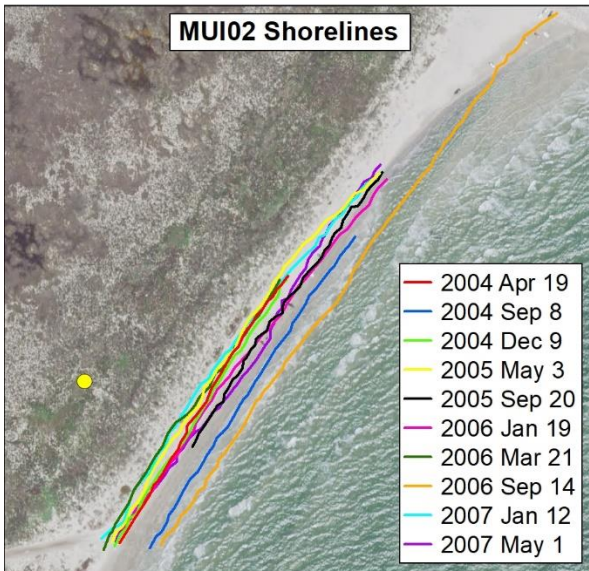 MUI02 Shorelines
2004 Apr 19
2004 Sep 8
2004 Dec 9
2005 May 3
2005 Sep 20
2006 Jan 19
2006 Mar 21
2006 Sep 14
2007 Jan 12
2007 May 1